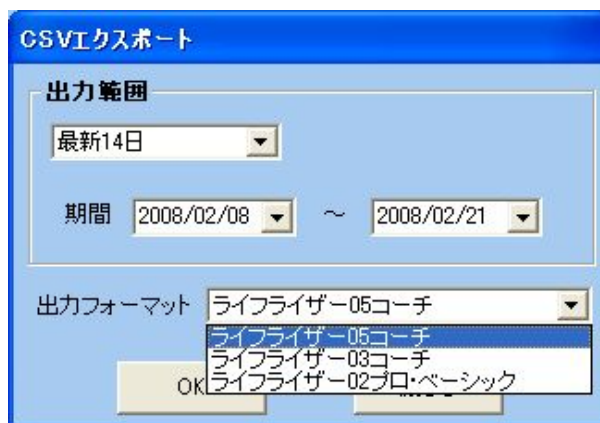 CSVエクスポート
出力範囲
最新14日
期間 2008/02/08 ～ 2008/02/21
出力フォーマット ライフライザー05コーチ
ライフライザー05コーチ
ライフライザー03コーチ
ライフライザー02プロ・ベーシック
OK